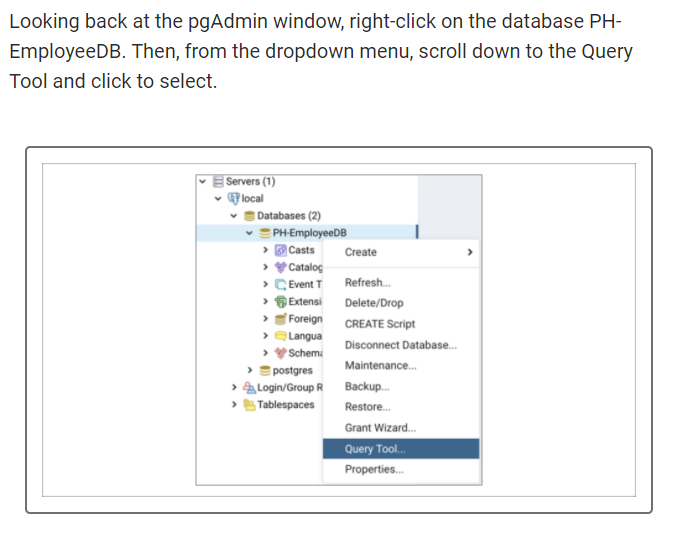 Looking back at the pgAdmin window, right-click on the database PH-
EmployeeDB. Then, from the dropdown menu, scroll down to the Query
Tool and click to select.
Servers (1)
local
Databases (2)
PH-EmployeeDB
Casts
Catalog
Event T
Extensi
Foreign
Langua
Schema
postgres
Login/Group R
Tablespaces
Create
Refresh...
Delete/Drop
CREATE Script
Disconnect Database...
Maintenance...
Backup...
Restore...
Grant Wizard...
Query Tool...
Properties...